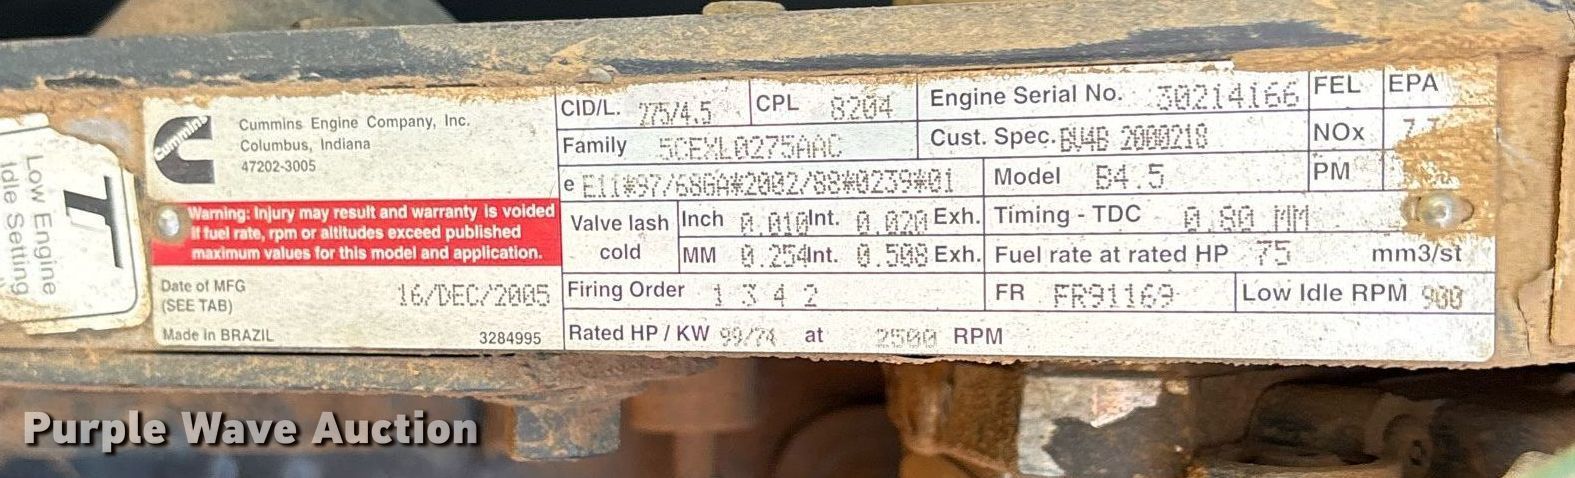 Low Engine
Idle Setting
Cummins
Cummins Engine Company, Inc.
Columbus, Indiana
47202-3005
Warning: Injury may result and warranty is voided
if fuel rate, rpm or altitudes exceed published
maximum values for this model and application.
Date of MFG
(SEE TAB) 16/DEC/2005
Made in BRAZIL 3284995
CID/L. 275/4.5 CPL 8204 Engine Serial No. 30214166 FEL EPA
Family 5CEXL0275AAC Cust. Spec. BU4B 2000218 NOx
e E11*97/68GA*2002/88*0239*01 Model B4.5 PM
Valve lash cold Inch 0.010 Int. 0.020 Exh. Timing - TDC 0.80 MM
MM 0.254 Int. 0.508 Exh. Fuel rate at rated HP 75 mm3/st
Firing Order 1 3 4 2 FR FR91169 Low Idle RPM 900
Rated HP / KW 99/74 at 2500 RPM
Purple Wave Auction